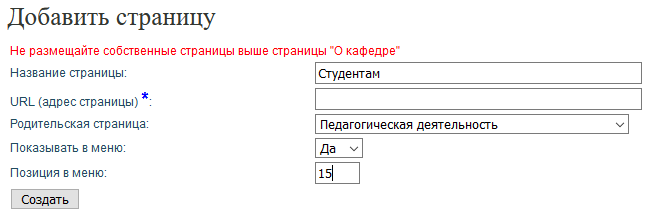 Добавить страницу
Не размещайте собственные страницы выше страницы "О кафедре"
Название страницы: Студентам
URL (адрес страницы) *:
Родительская страница: Педагогическая деятельность
Показывать в меню: Да
Позиция в меню: 15
Создать